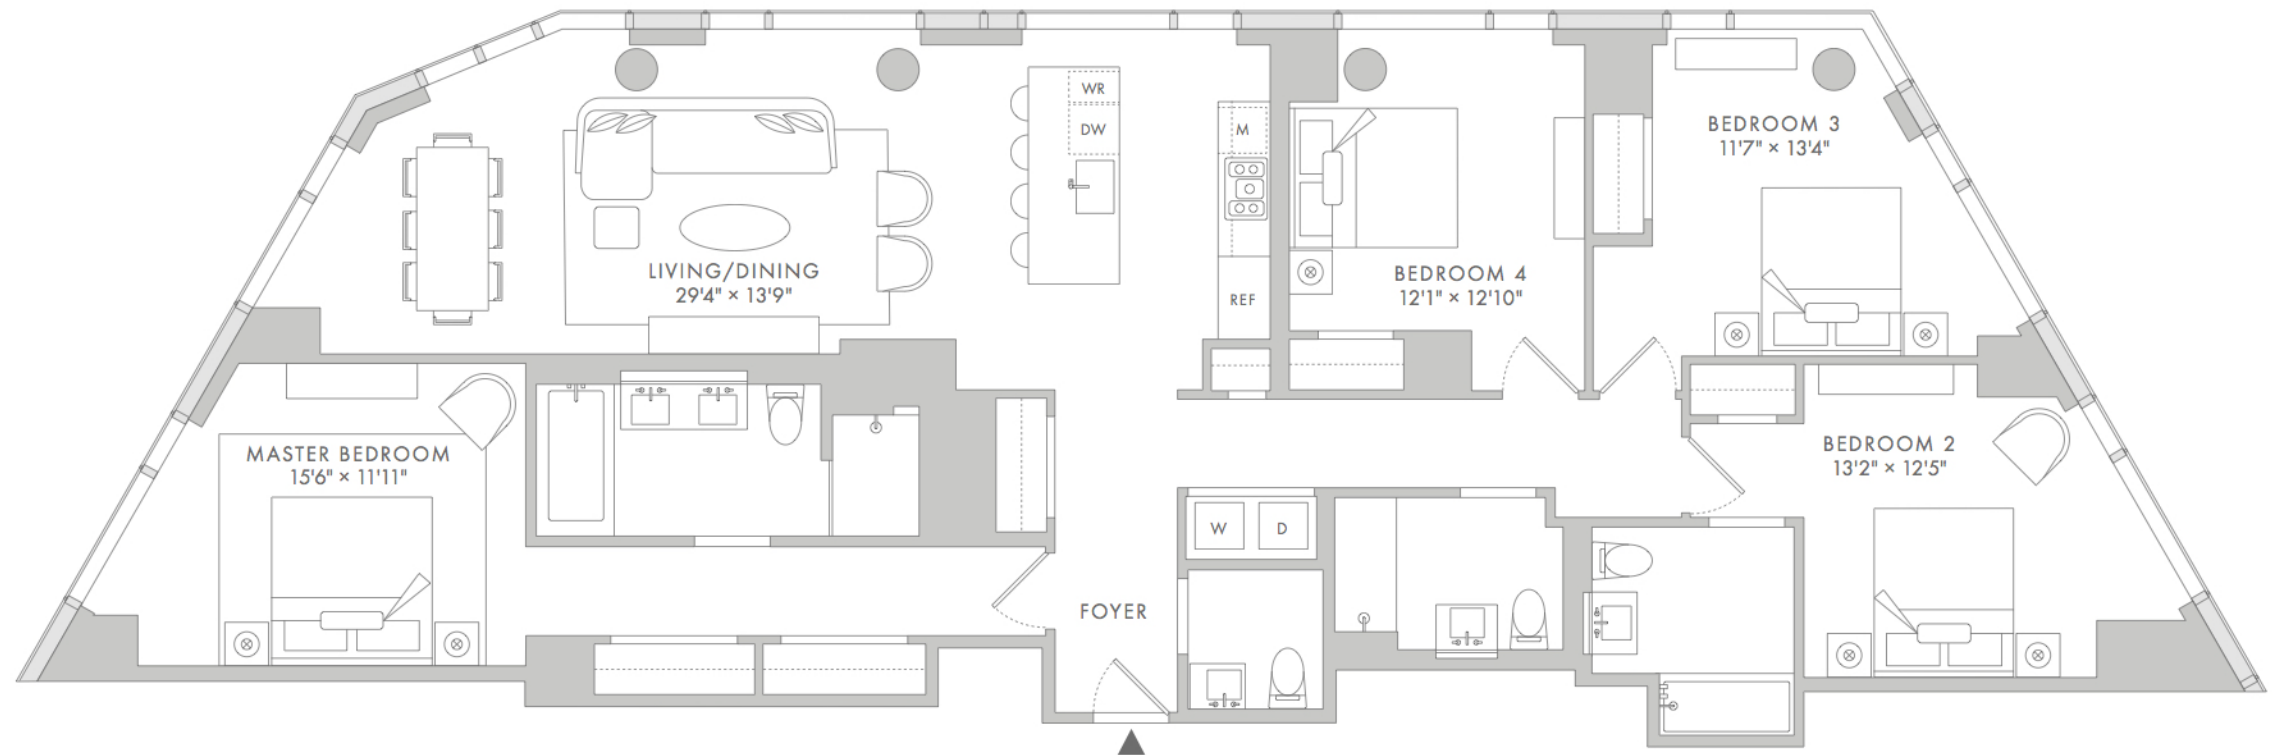 WR
DW
M
REF
LIVING/DINING
29'4" × 13'9"
BEDROOM 4
12'1" × 12'10"
BEDROOM 3
11'7" × 13'4"
MASTER BEDROOM
15'6" × 11'11"
BEDROOM 2
13'2" × 12'5"
W
D
FOYER